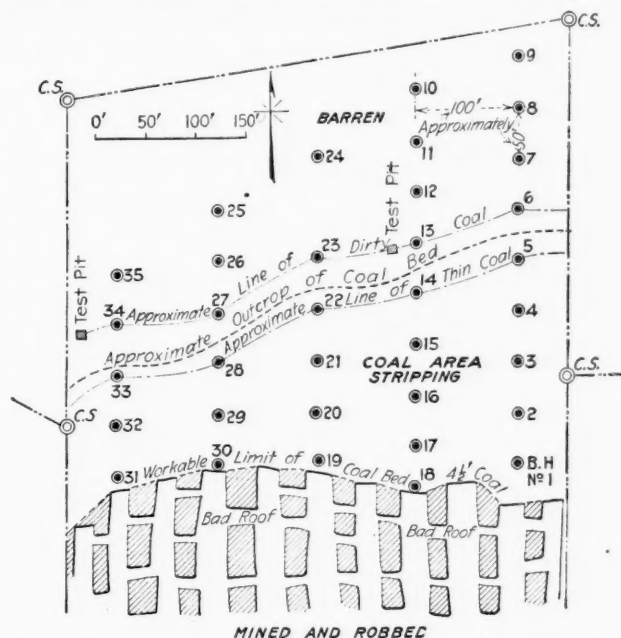 C.S.
9
C.S.
10
0' 50' 100' 150'
BARREN
100'
8
Approximately
50'
11
7
24
Test Pit
12
25
6
Coal
13
23
Dirty
26
Line of
5
35
Test Pit
27
Approximate
34
Approximate Outcrop of Coal Bed
14
22
Approximate Line of Thin Coal
4
15
28
21
COAL AREA
STRIPPING
3
C.S.
33
16
C.S
32
29
20
2
17
30
19
B.H
Nº1
31
Workable Limit of Coal Bed
18
4½' Coal
Bad Roof
Bad Roof
MINED AND ROBBED